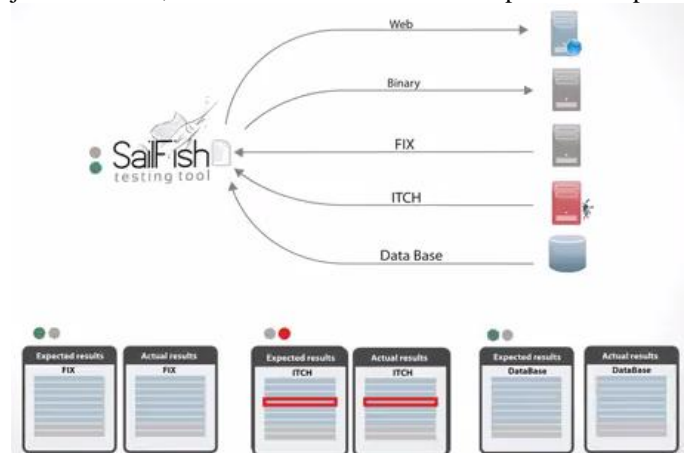 Web
Binary
FIX
SailFish
testing tool
ITCH
Data Base
Expected results
FIX
Actual results
FIX
Expected results
ITCH
Actual results
ITCH
Expected results
DataBase
Actual results
DataBase